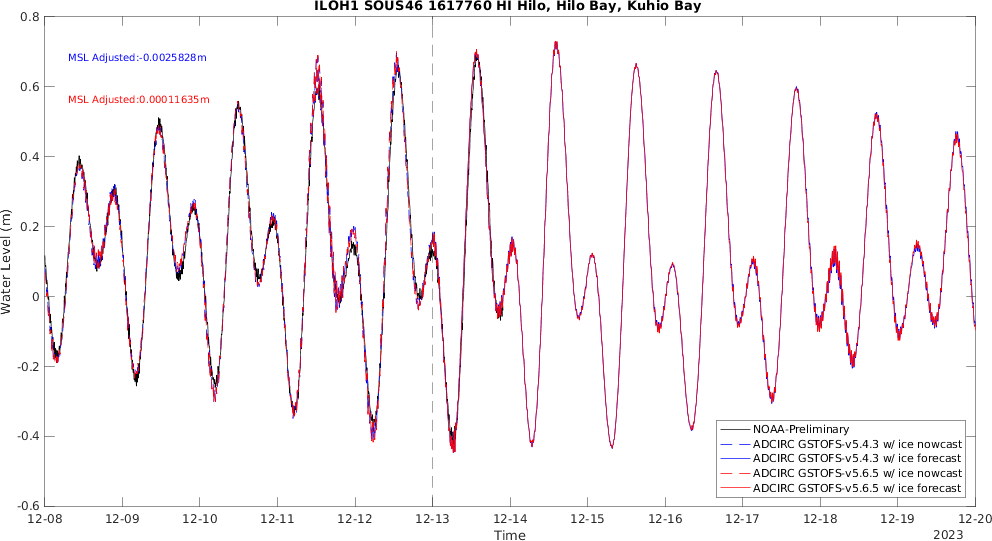 ILOH1 SOUS46 1617760 HI Hilo, Hilo Bay, Kuhio Bay
MSL Adjusted:-0.0025828m
MSL Adjusted:0.00011635m
Water Level (m)
0.8
0.6
0.4
0.2
0
-0.2
-0.4
-0.6
NOAA-Preliminary
ADCIRC GSTOFS-v5.4.3 w/ ice nowcast
ADCIRC GSTOFS-v5.4.3 w/ ice forecast
ADCIRC GSTOFS-v5.6.5 w/ ice nowcast
ADCIRC GSTOFS-v5.6.5 w/ ice forecast
12-08 12-09 12-10 12-11 12-12 12-13 12-14 12-15 12-16 12-17 12-18 12-19 12-20
Time
2023